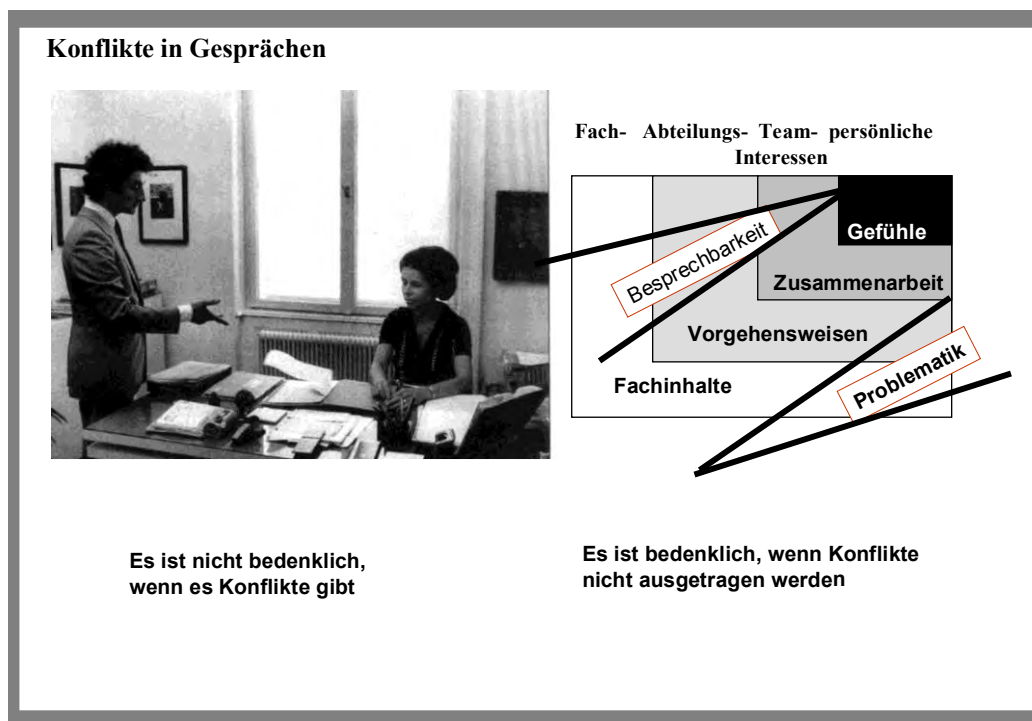 Konflikte in Gesprächen
Fach- Abteilungs- Team- persönliche
Interessen
Gefühle
Besprechbarkeit
Zusammenarbeit
Vorgehensweisen
Fachinhalte
Problematik
Es ist nicht bedenklich,
wenn es Konflikte gibt
Es ist bedenklich, wenn Konflikte
nicht ausgetragen werden